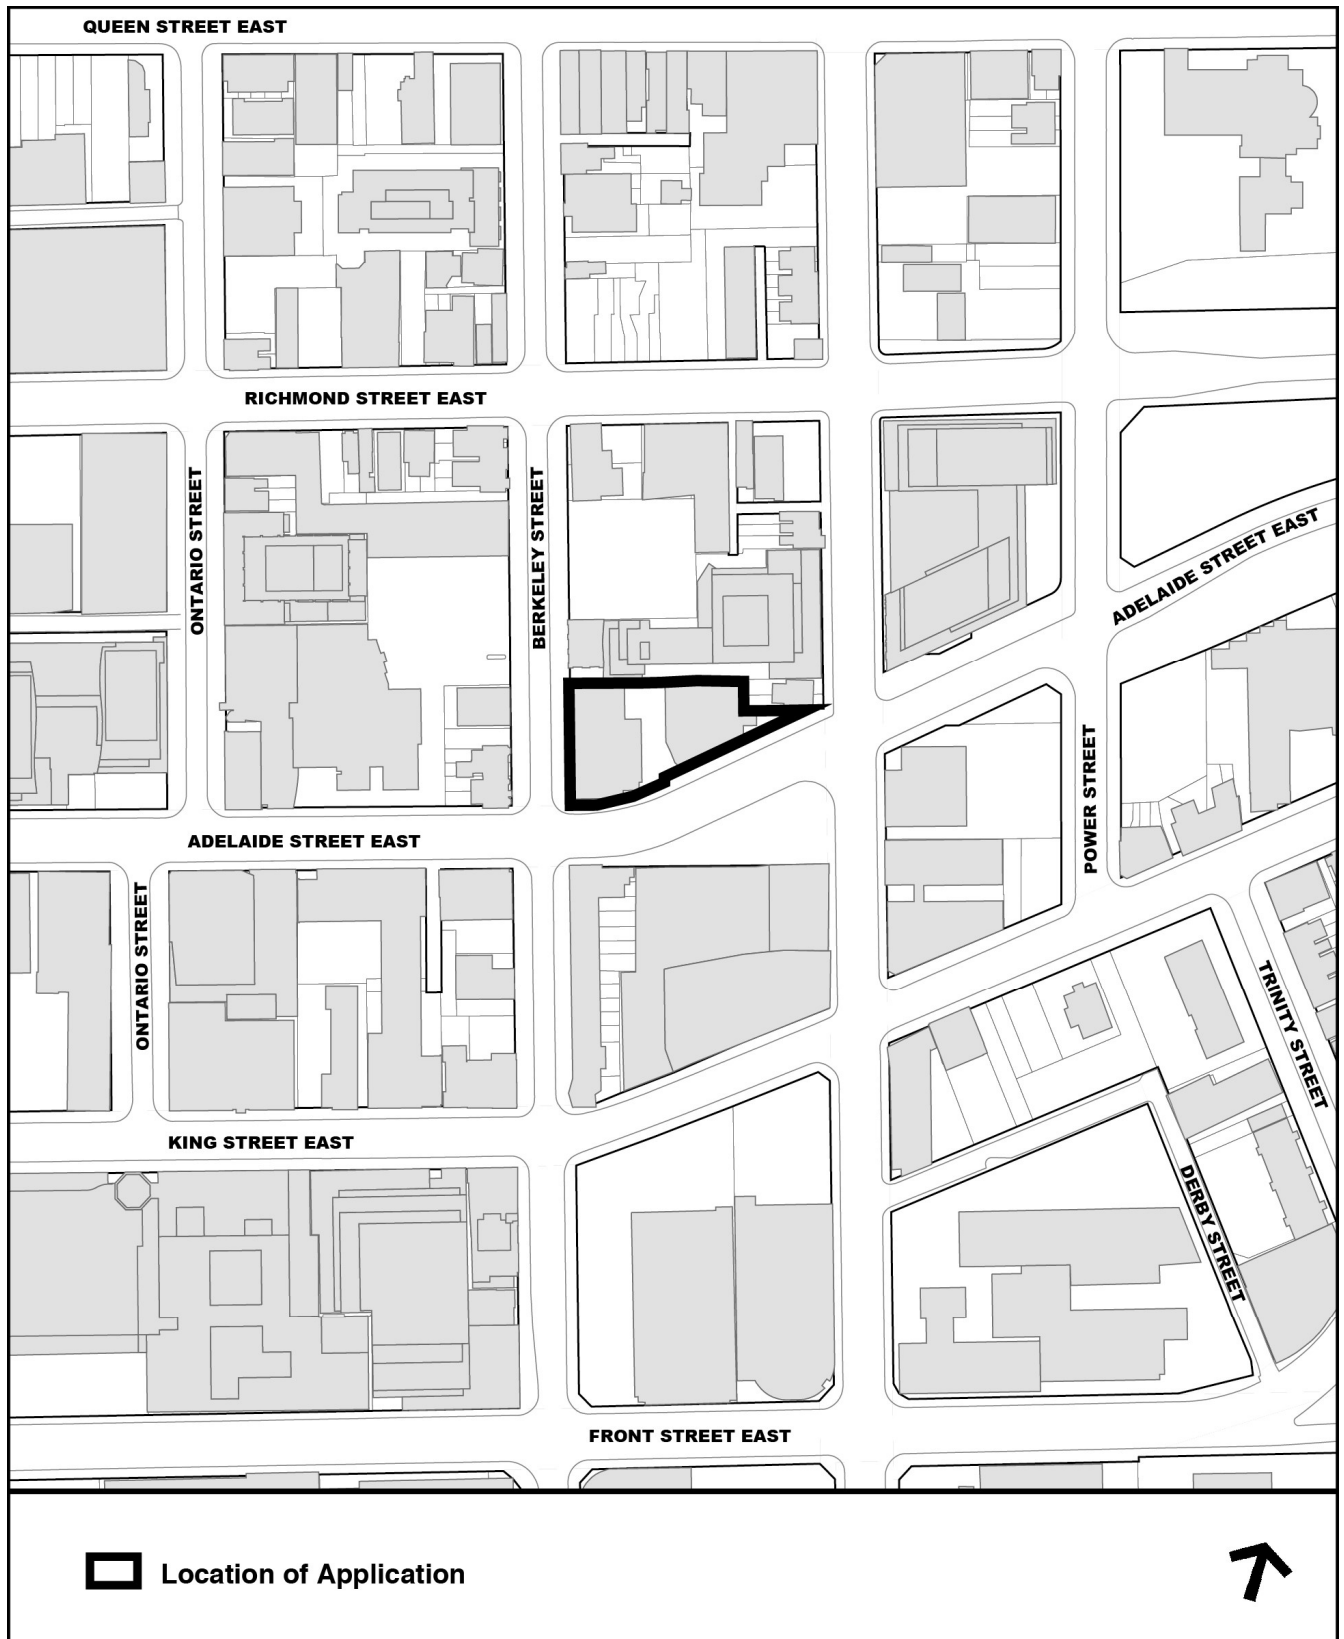 QUEEN STREET EAST
RICHMOND STREET EAST
ONTARIO STREET
BERKELEY STREET
ADELAIDE STREET EAST
POWER STREET
ADELAIDE STREET EAST
ONTARIO STREET
TRINITY STREET
KING STREET EAST
DERBY STREET
FRONT STREET EAST
Location of Application